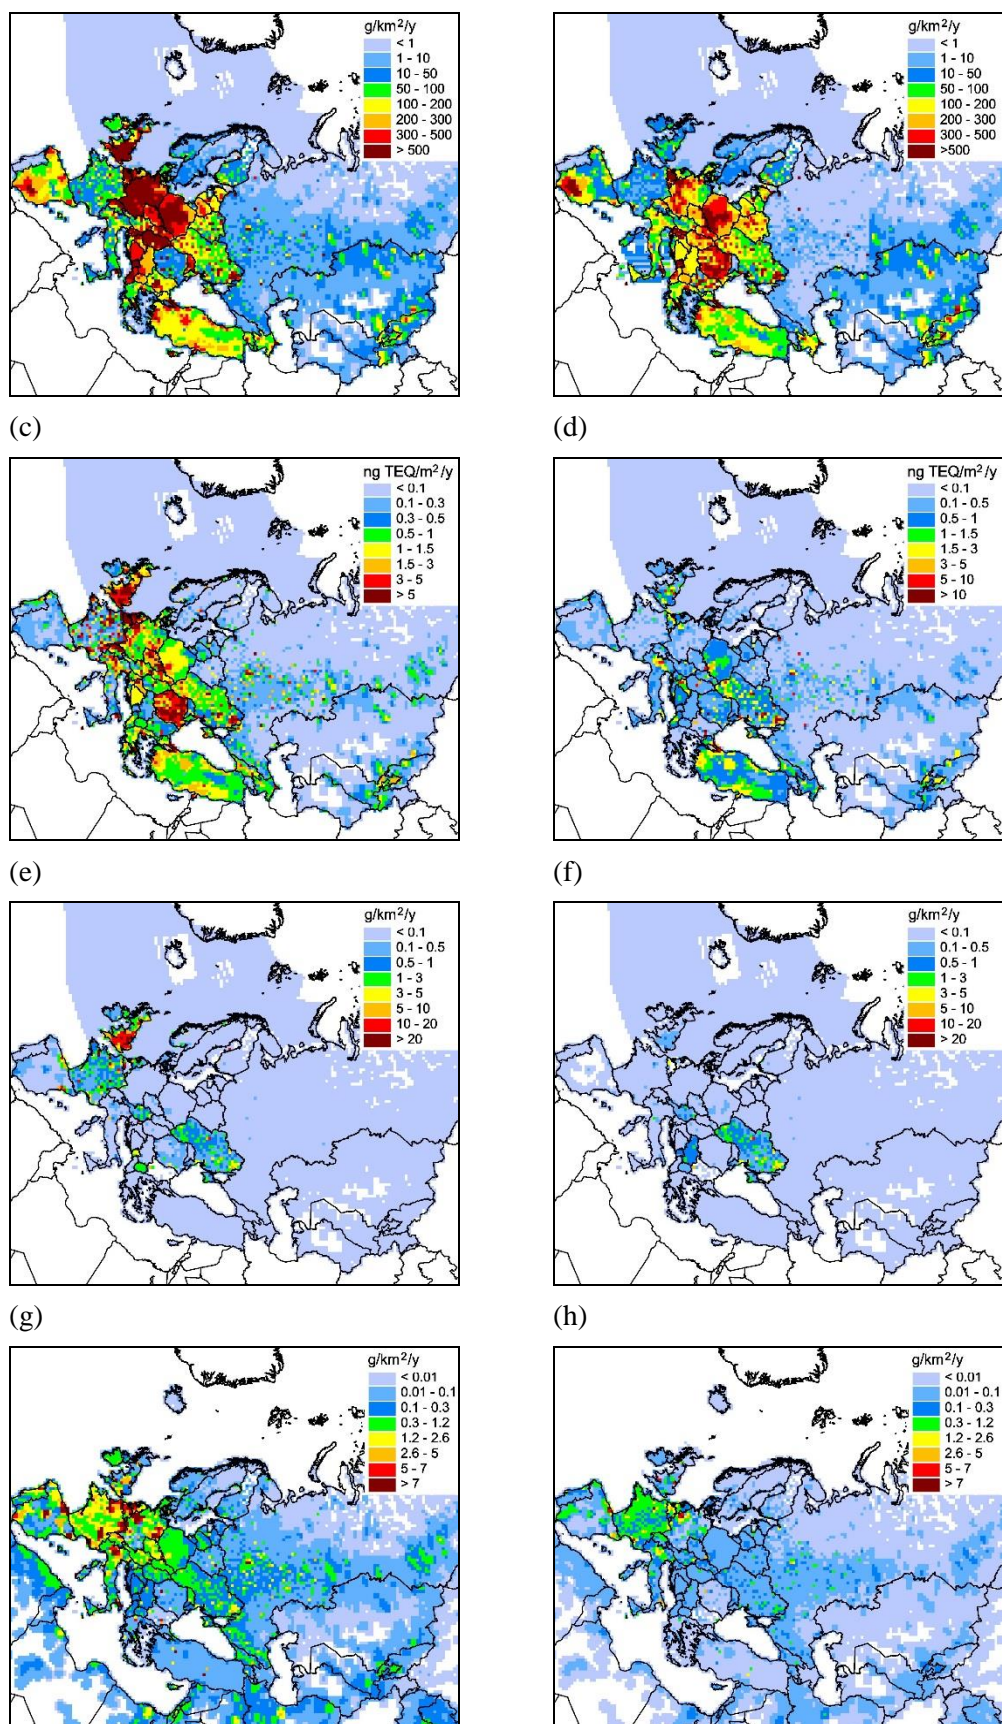 g/km²/y
< 1
1 - 10
10 - 50
50 - 100
100 - 200
200 - 300
300 - 500
> 500
g/km²/y
< 1
1 - 10
10 - 50
50 - 100
100 - 200
200 - 300
300 - 500
>500
(c)
(d)
ng TEQ/m²/y
< 0.1
0.1 - 0.3
0.3 - 0.5
0.5 - 1
1 - 1.5
1.5 - 3
3 - 5
> 5
ng TEQ/m²/y
< 0.1
0.1 - 0.5
0.5 - 1
1 - 1.5
1.5 - 3
3 - 5
5 - 10
> 10
(e)
(f)
g/km²/y
< 0.1
0.1 - 0.5
0.5 - 1
1 - 3
3 - 5
5 - 10
10 - 20
> 20
g/km²/y
< 0.1
0.1 - 0.5
0.5 - 1
1 - 3
3 - 5
5 - 10
10 - 20
> 20
(g)
(h)
g/km²/y
< 0.01
0.01 - 0.1
0.1 - 0.3
0.3 - 1.2
1.2 - 2.6
2.6 - 5
5 - 7
> 7
g/km²/y
< 0.01
0.01 - 0.1
0.1 - 0.3
0.3 - 1.2
1.2 - 2.6
2.6 - 5
5 - 7
> 7